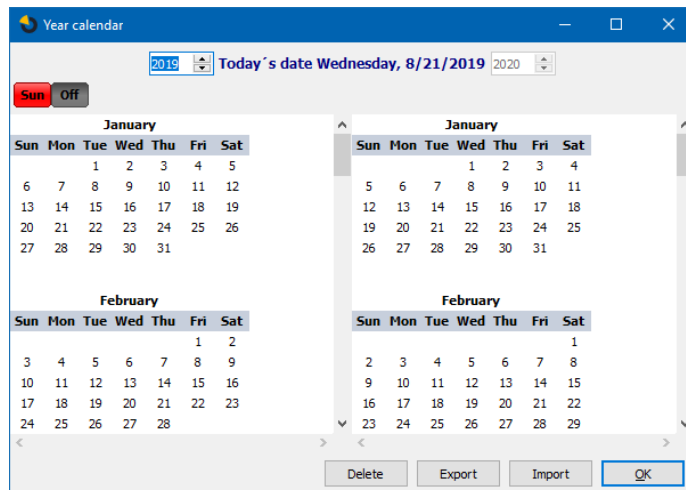 Year calendar
2019 Today´s date Wednesday, 8/21/2019 2020
Sun Off
January
Sun Mon Tue Wed Thu Fri Sat
1 2 3 4 5
6 7 8 9 10 11 12
13 14 15 16 17 18 19
20 21 22 23 24 25 26
27 28 29 30 31
February
Sun Mon Tue Wed Thu Fri Sat
1 2
3 4 5 6 7 8 9
10 11 12 13 14 15 16
17 18 19 20 21 22 23
24 25 26 27 28
January
Sun Mon Tue Wed Thu Fri Sat
1 2 3 4
5 6 7 8 9 10 11
12 13 14 15 16 17 18
19 20 21 22 23 24 25
26 27 28 29 30 31
February
Sun Mon Tue Wed Thu Fri Sat
1
2 3 4 5 6 7 8
9 10 11 12 13 14 15
16 17 18 19 20 21 22
23 24 25 26 27 28 29
Delete Export Import OK